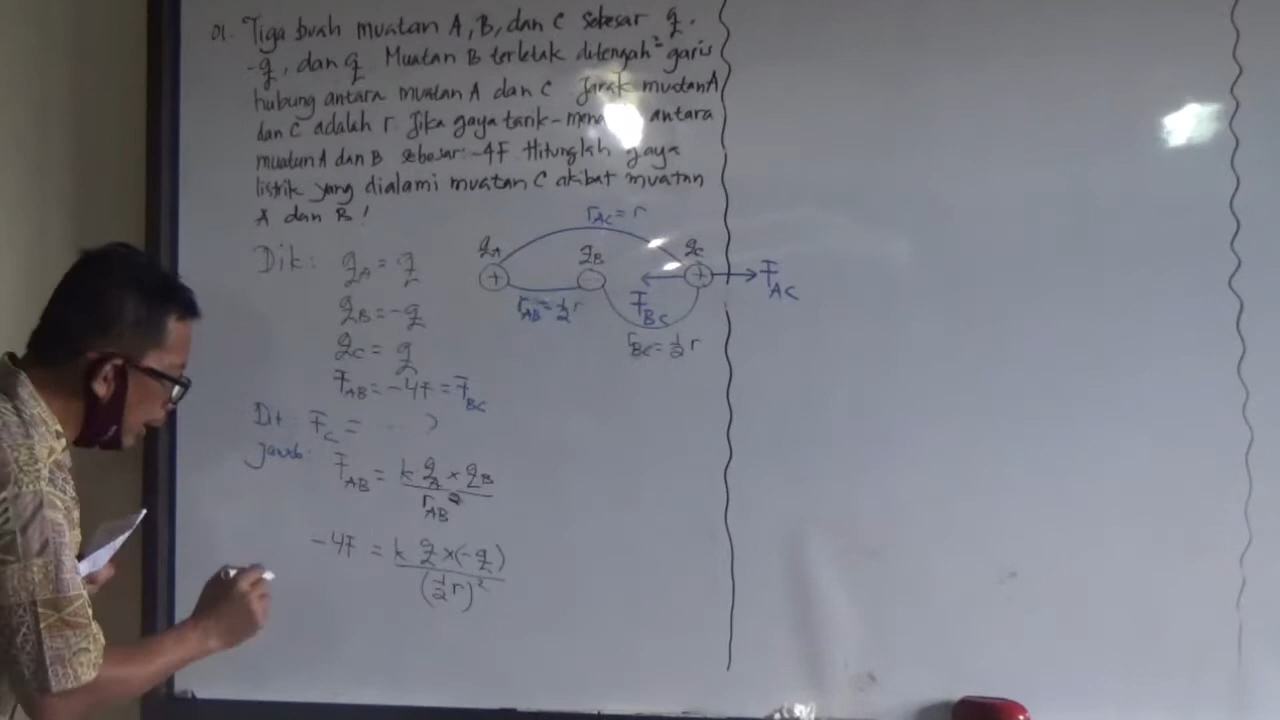 01. Tiga buah muatan A, B, dan C sebesar q,
-q, dan q. Muatan B terletak ditengah² garis
hubung antara muatan A dan C. Jarak muatan A
dan C adalah r. Jika gaya tarik- antara
muatan A dan B sebesar -4F. Hitunglah gaya
listrik yang dialami muatan C akibat muatan
A dan B!
r_AC = r
q_A q_B q_C
+ − +
F_AC
F_BC
r_AB = ½ r
r_BC = ½ r
Dik: q_A = q
q_B = -q
q_C = q
F_AB = -4F = F_BC
Dit: F_C = ... ?
Jawab: F_AB = k q_A × q_B / r_AB²
-4F = k q × (-q) / (½ r)²